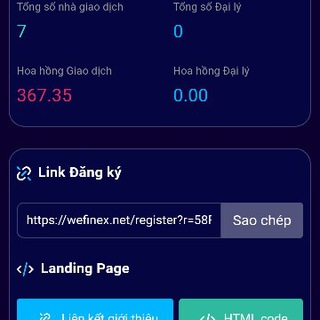 Tổng số nhà giao dịch
Tổng số Đại lý
7
0
Hoa hồng Giao dịch
Hoa hồng Đại lý
367.35
0.00
Link Đăng ký
https://wefinex.net/register?r=58F
Sao chép
Landing Page
Liên kết giới thiệu
HTML code